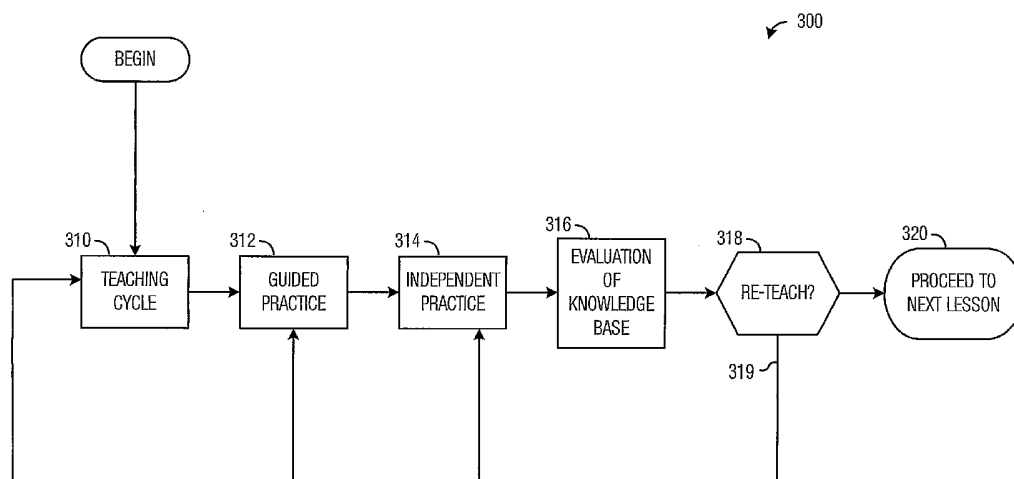 300
BEGIN
310
TEACHING
CYCLE
312
GUIDED
PRACTICE
314
INDEPENDENT
PRACTICE
316
EVALUATION
OF
KNOWLEDGE
BASE
318
RE-TEACH?
320
PROCEED TO
NEXT LESSON
319